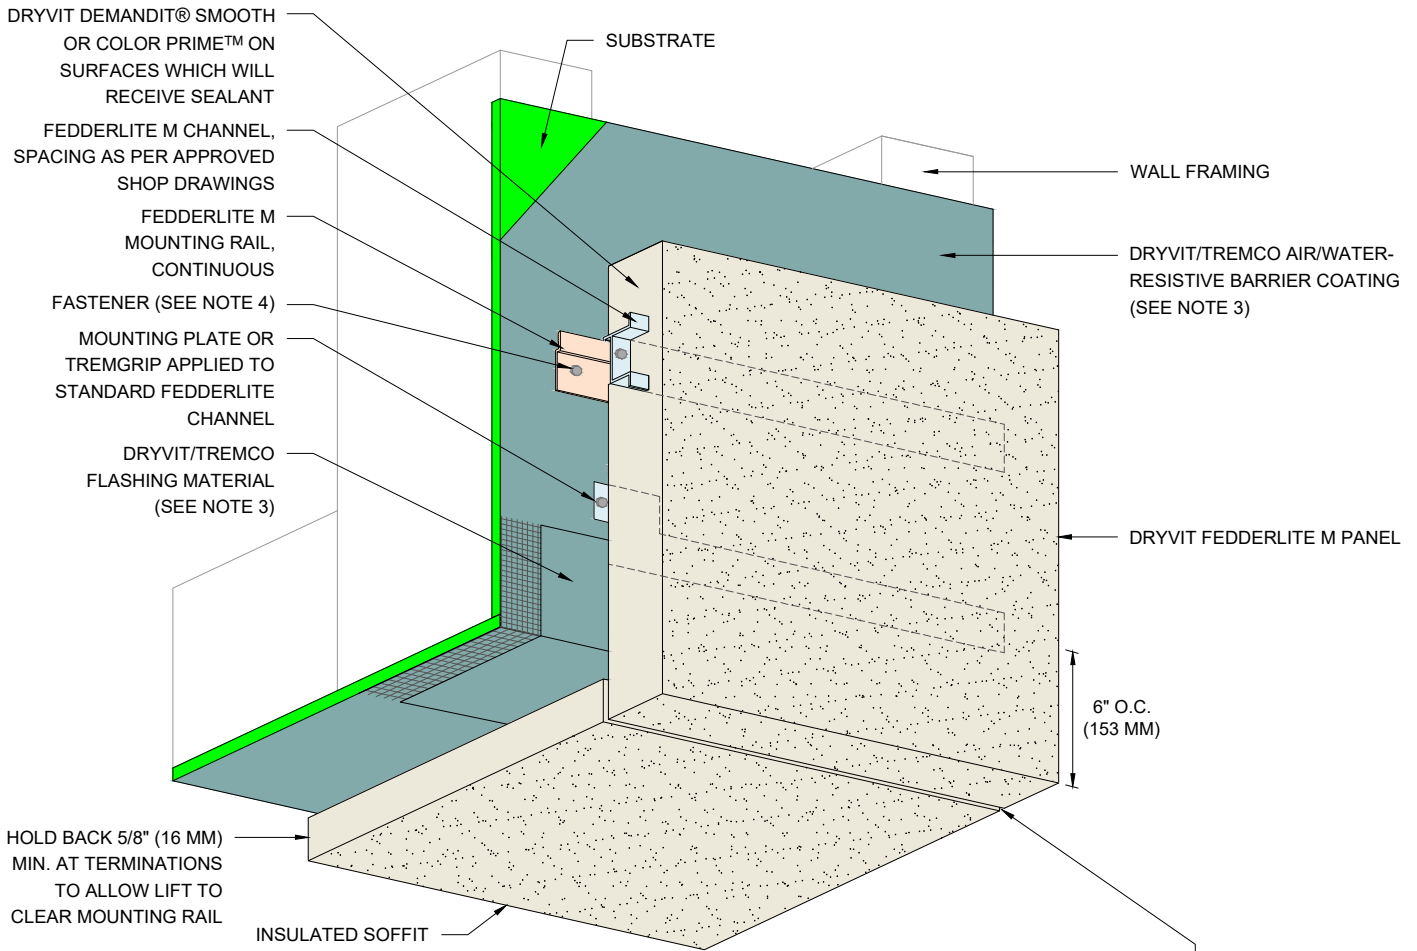 DRYVIT DEMANDIT® SMOOTH
OR COLOR PRIME™ ON
SURFACES WHICH WILL
RECEIVE SEALANT
FEDDERLITE M CHANNEL,
SPACING AS PER APPROVED
SHOP DRAWINGS
FEDDERLITE M
MOUNTING RAIL,
CONTINUOUS
FASTENER (SEE NOTE 4)
MOUNTING PLATE OR
TREMGRIP APPLIED TO
STANDARD FEDDERLITE
CHANNEL
DRYVIT/TREMCO
FLASHING MATERIAL
(SEE NOTE 3)
HOLD BACK 5/8" (16 MM)
MIN. AT TERMINATIONS
TO ALLOW LIFT TO
CLEAR MOUNTING RAIL
INSULATED SOFFIT
SUBSTRATE
WALL FRAMING
DRYVIT/TREMCO AIR/WATER-
RESISTIVE BARRIER COATING
(SEE NOTE 3)
DRYVIT FEDDERLITE M PANEL
6" O.C.
(153 MM)